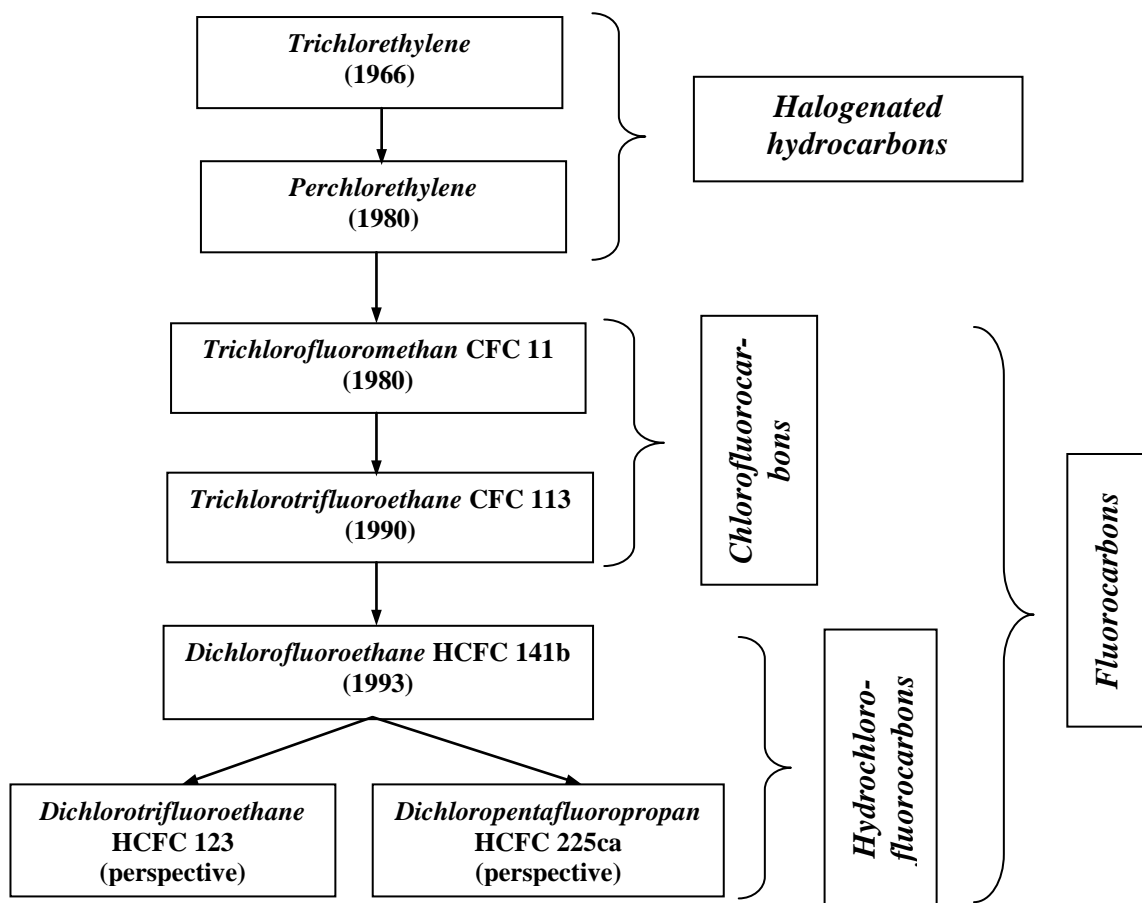 Trichlorethylene
(1966)
Halogenated
hydrocarbons
Perchlorethylene
(1980)
Trichlorofluoromethan CFC 11
(1980)
Trichlorotrifluoroethane CFC 113
(1990)
Chlorofluorocar-
bons
Fluorocarbons
Dichlorofluoroethane HCFC 141b
(1993)
Hydrochloro-
fluorocarbons
Dichlorotrifluoroethane
HCFC 123
(perspective)
Dichloropentafluoropropan
HCFC 225ca
(perspective)